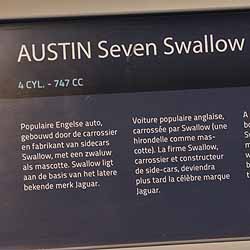 AUSTIN Seven Swallow
4 CYL. - 747 CC
Populaire Engelse auto,
gebouwd door de carrossier
en fabrikant van sidecars
Swallow, met een zwaluw
als mascotte. Swallow ligt
aan de basis van het latere
bekende merk Jaguar.
Voiture populaire anglaise,
carrossée par Swallow (une
hirondelle comme mas-
cotte). La firme Swallow,
carrossier et constructeur
de side-cars, deviendra
plus tard la célèbre marque
Jaguar.